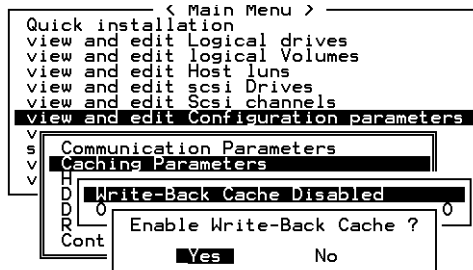 < Main Menu >
Quick installation
view and edit Logical drives
view and edit logical Volumes
view and edit Host luns
view and edit scsi Drives
view and edit Scsi channels
view and edit Configuration parameters
v
s Communication Parameters
v Caching Parameters
v H
D Write-Back Cache Disabled
D O O
R Enable Write-Back Cache ?
Cont
Yes No